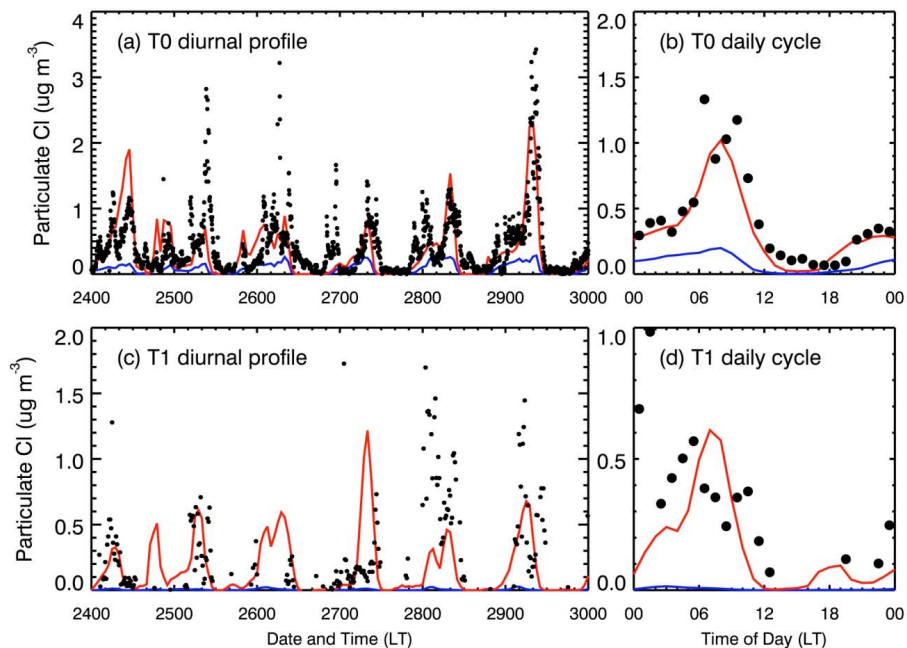 (a) T0 diurnal profile
Particulate Cl (ug m-3)
4
3
2
1
0
2400 2500 2600 2700 2800 2900 3000
(b) T0 daily cycle
2.0
1.5
1.0
0.5
0.0
00 06 12 18 00
(c) T1 diurnal profile
Particulate Cl (ug m-3)
2.0
1.5
1.0
0.5
0.0
2400 2500 2600 2700 2800 2900 3000
Date and Time (LT)
(d) T1 daily cycle
1.0
0.5
0.0
00 06 12 18 00
Time of Day (LT)